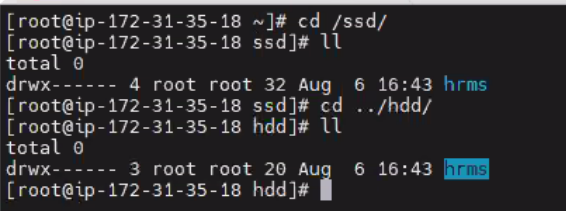 [root@ip-172-31-35-18 ~]# cd /ssd/
[root@ip-172-31-35-18 ssd]# ll
total 0
drwx------ 4 root root 32 Aug  6 16:43 hrms
[root@ip-172-31-35-18 ssd]# cd ../hdd/
[root@ip-172-31-35-18 hdd]# ll
total 0
drwx------ 3 root root 20 Aug  6 16:43 hrms
[root@ip-172-31-35-18 hdd]#